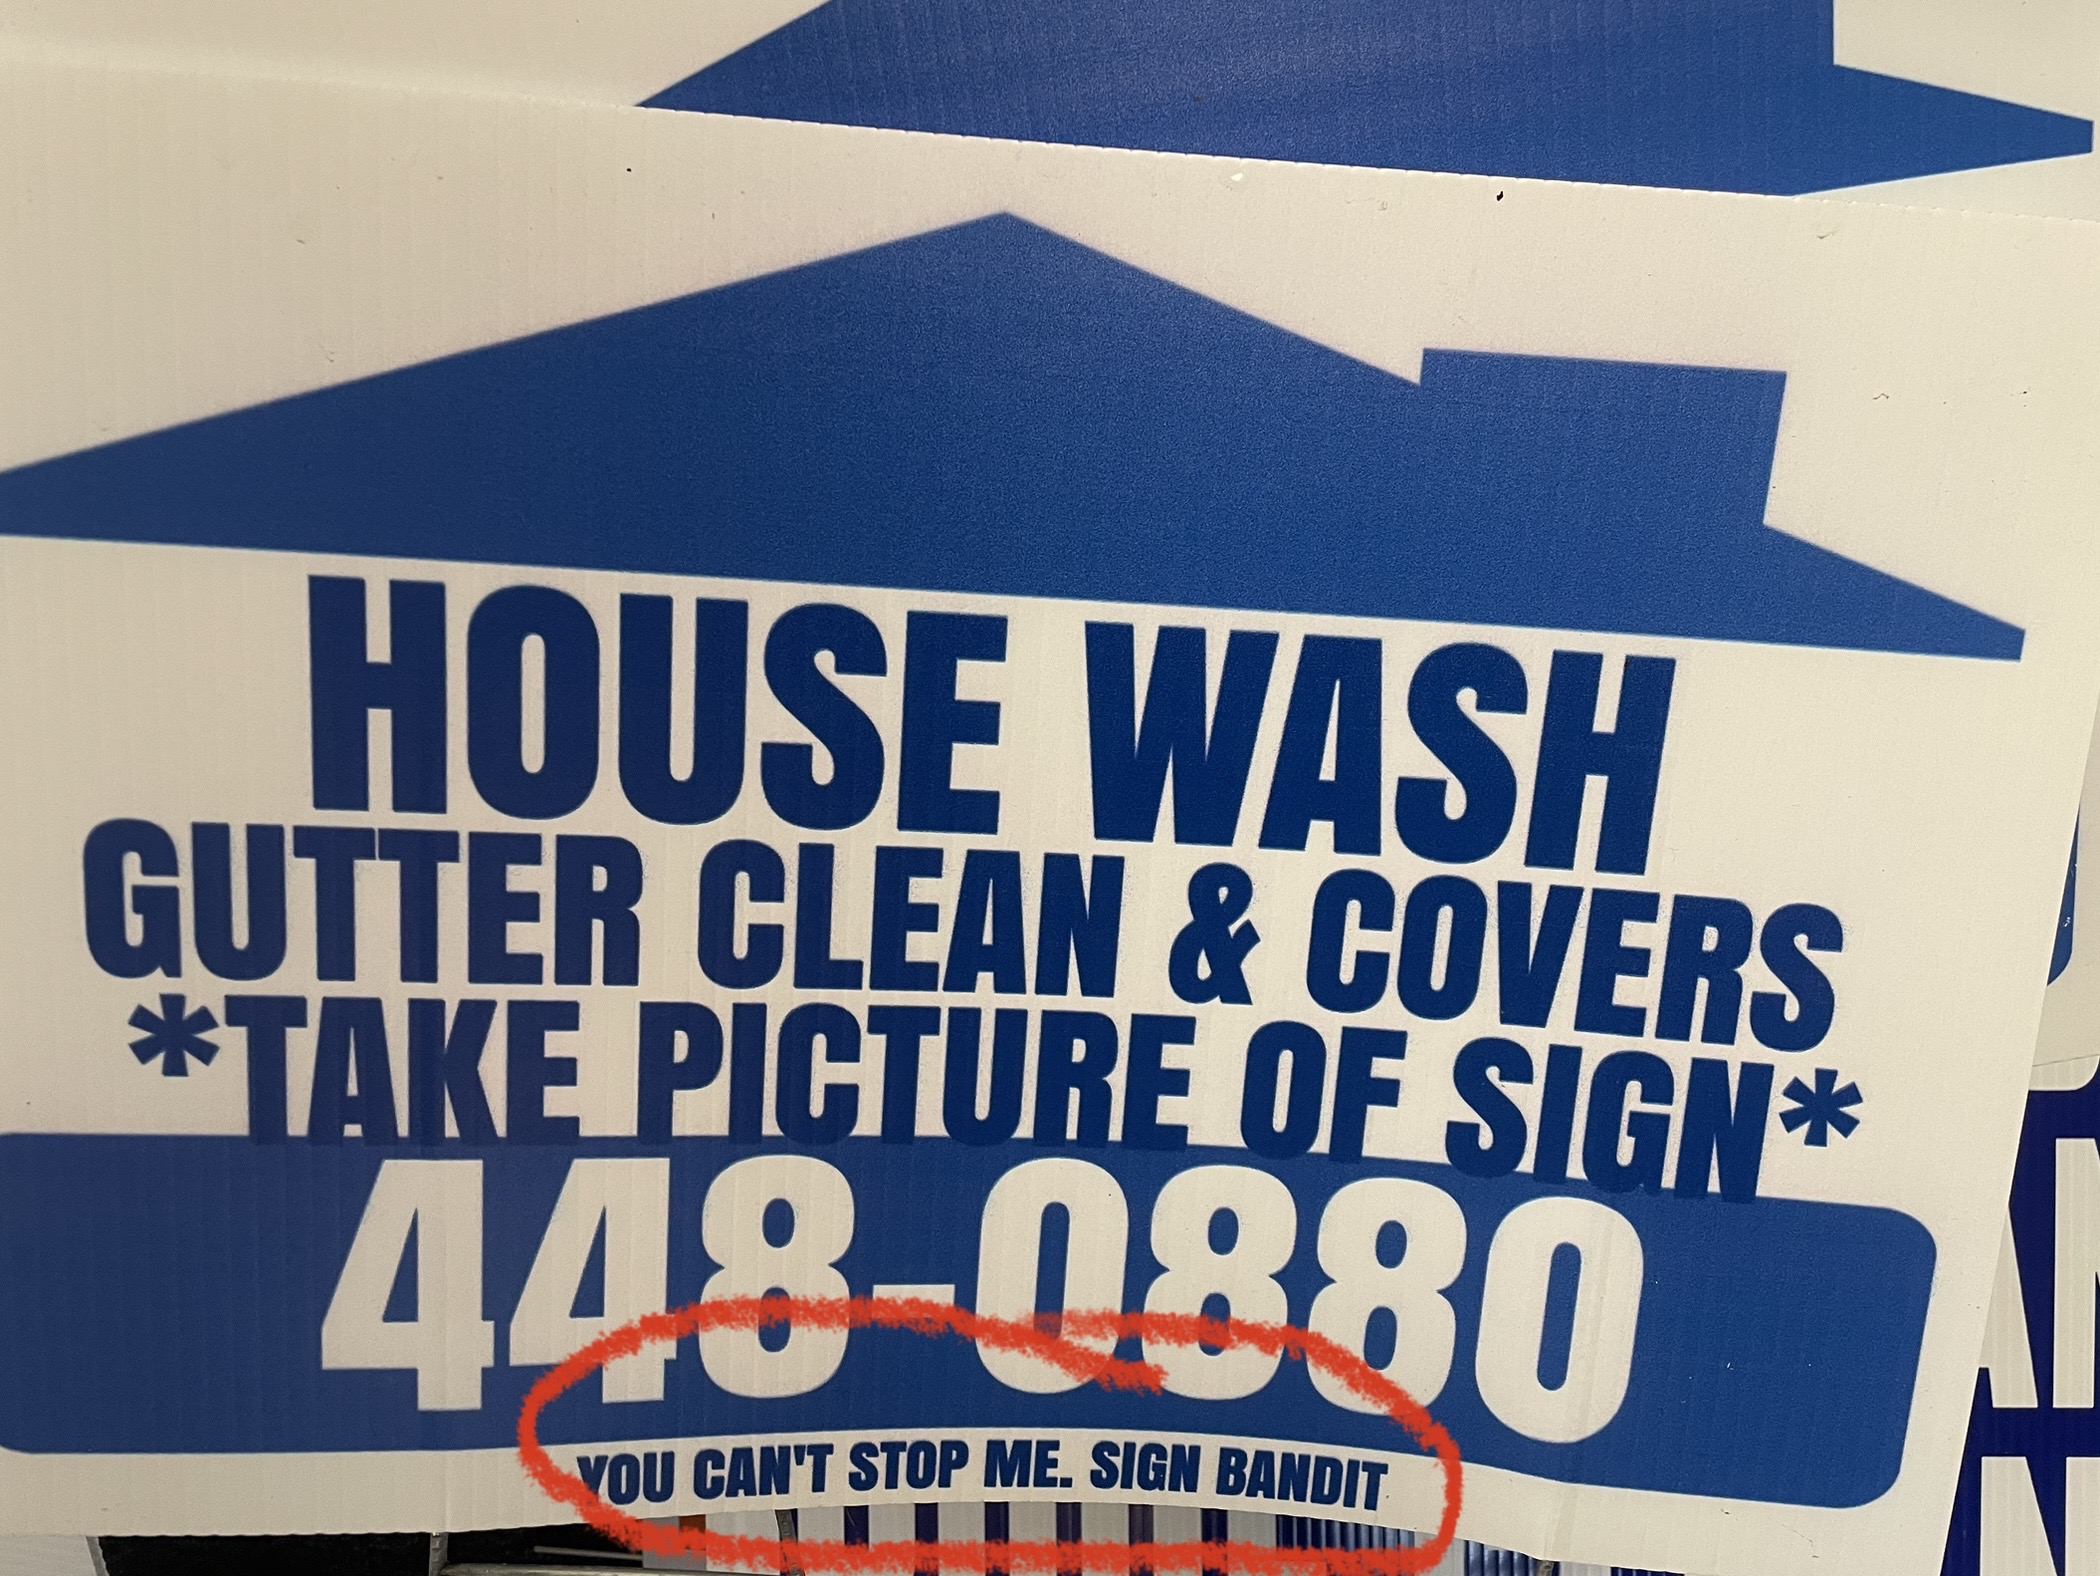 HOUSE WASH
GUTTER CLEAN & COVERS
*TAKE PICTURE OF SIGN*
448-0880
YOU CAN'T STOP ME. SIGN BANDIT